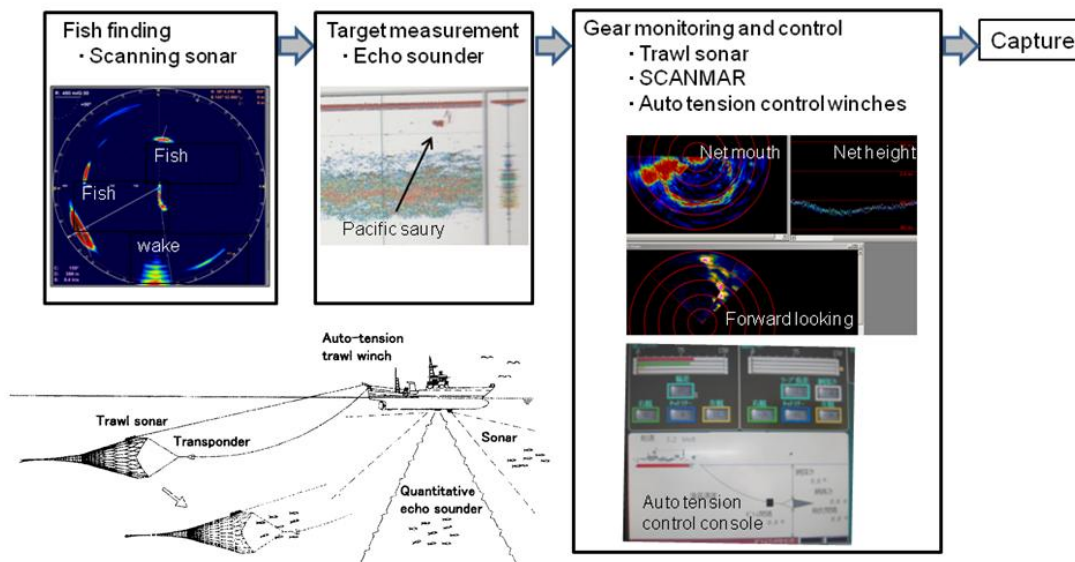 Fish finding
・Scanning sonar
Fish
Fish
wake
Target measurement
・Echo sounder
Pacific saury
Gear monitoring and control
・Trawl sonar
・SCANMAR
・Auto tension control winches
Net mouth
Net height
Forward looking
Auto tension
control console
Capture
Auto-tension
trawl winch
Trawl sonar
Transponder
Sonar
Quantitative
echo sounder